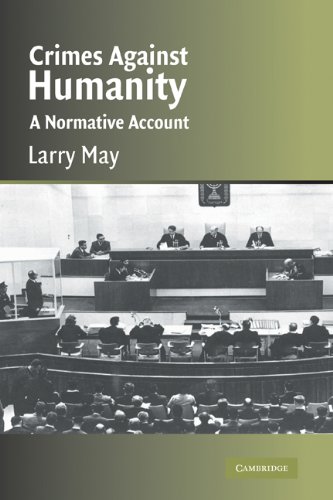 Crimes Against
Humanity
A Normative Account
Larry May
CAMBRIDGE